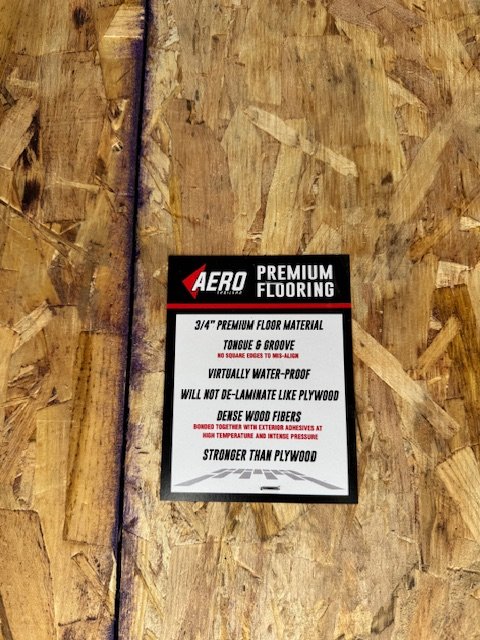 AERO
PREMIUM
FLOORING
3/4" PREMIUM FLOOR MATERIAL
TONGUE & GROOVE
NO SQUARE EDGES TO MIS-ALIGN
VIRTUALLY WATER-PROOF
WILL NOT DE-LAMINATE LIKE PLYWOOD
DENSE WOOD FIBERS
BONDED TOGETHER WITH EXTERIOR ADHESIVES AT
HIGH TEMPERATURE AND INTENSE PRESSURE
STRONGER THAN PLYWOOD